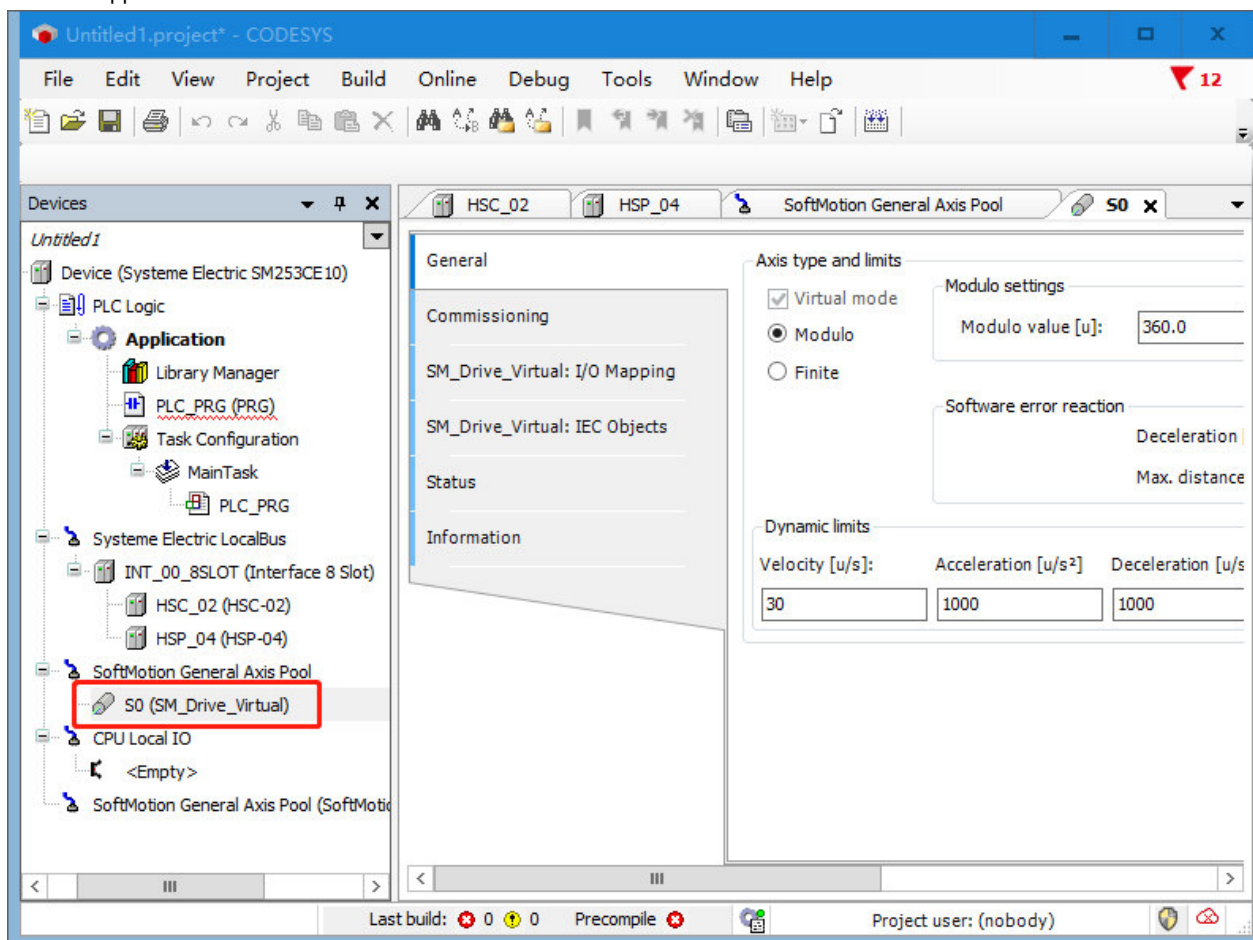 Untitled1.project* - CODESYS
File Edit View Project Build Online Debug Tools Window Help 12
Devices
Untitled1
Device (Systeme Electric SM253CE10)
PLC Logic
Application
Library Manager
PLC_PRG (PRG)
Task Configuration
MainTask
PLC_PRG
Systeme Electric LocalBus
INT_00_8SLOT (Interface 8 Slot)
HSC_02 (HSC-02)
HSP_04 (HSP-04)
SoftMotion General Axis Pool
S0 (SM_Drive_Virtual)
CPU Local IO
<Empty>
SoftMotion General Axis Pool (SoftMotio
HSC_02 HSP_04 SoftMotion General Axis Pool S0
General
Commissioning
SM_Drive_Virtual: I/O Mapping
SM_Drive_Virtual: IEC Objects
Status
Information
Axis type and limits
Virtual mode
Modulo
Finite
Modulo settings
Modulo value [u]: 360.0
Software error reaction
Deceleration
Max. distance
Dynamic limits
Velocity [u/s]: Acceleration [u/s²] Deceleration [u/s
30 1000 1000
Last build: 0 0 Precompile Project user: (nobody)